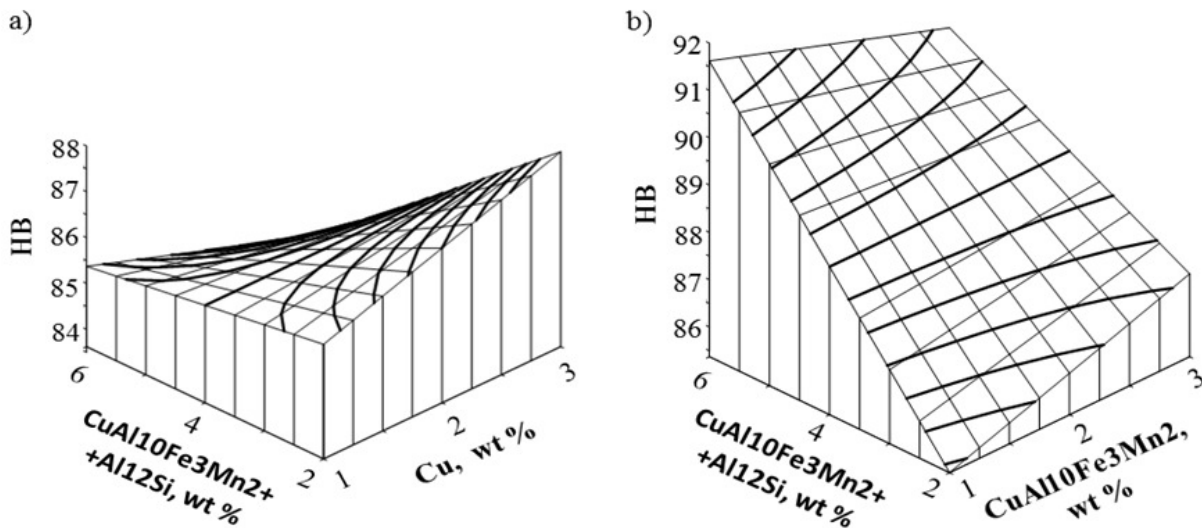 a)
88
87
86
85
84
HB
6
4
2
CuAl10Fe3Mn2+
+Al12Si, wt %
1
2
3
Cu, wt %
b)
92
91
90
89
88
87
86
HB
6
4
2
CuAl10Fe3Mn2+
+Al12Si, wt %
1
2
3
CuAl10Fe3Mn2,
wt %